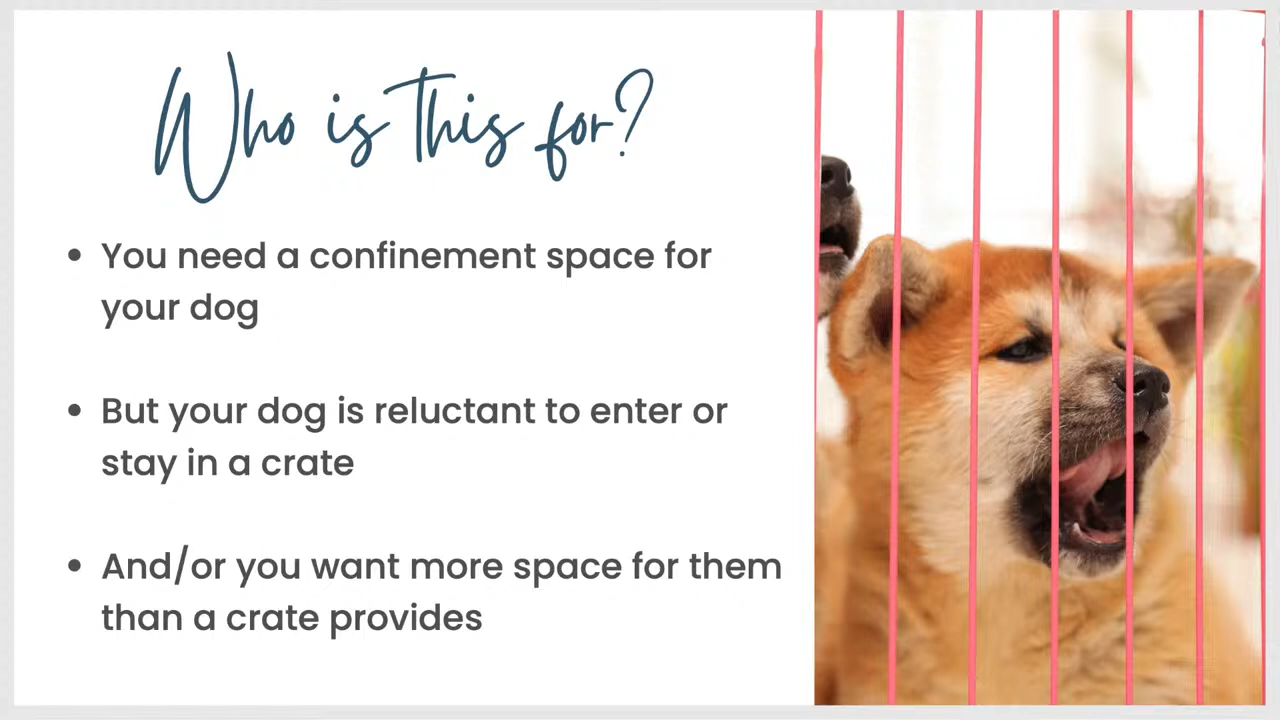 Who is this for?
• You need a confinement space for
your dog
• But your dog is reluctant to enter or
stay in a crate
• And/or you want more space for them
than a crate provides